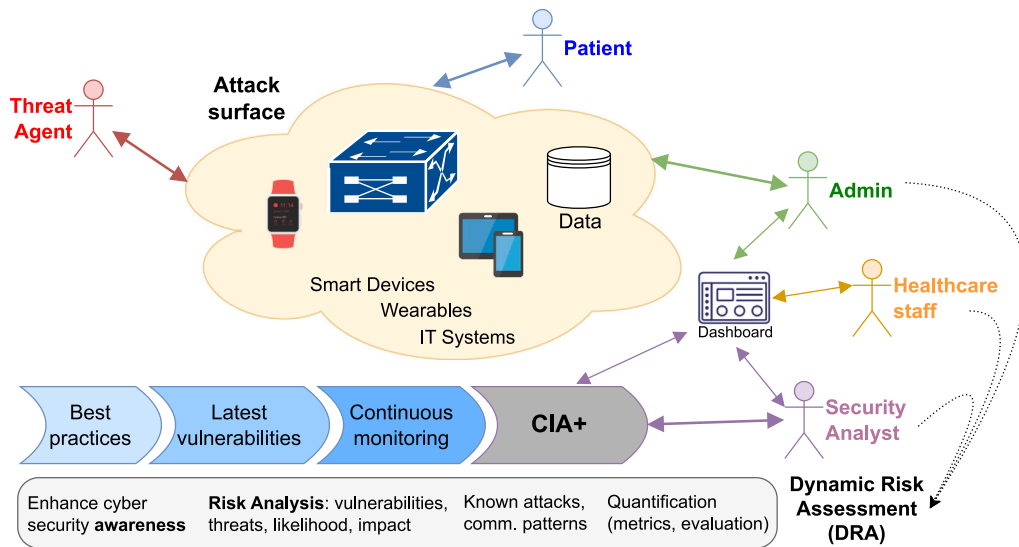 Patient
Attack
surface
Threat
Agent
Admin
Data
Smart Devices
Wearables
IT Systems
Healthcare
staff
Dashboard
Best
practices
Latest
vulnerabilities
Continuous
monitoring
CIA+
Security
Analyst
Enhance cyber
security awareness
Risk Analysis: vulnerabilities,
threats, likelihood, impact
Known attacks,
comm. patterns
Quantification
(metrics, evaluation)
Dynamic Risk
Assessment
(DRA)